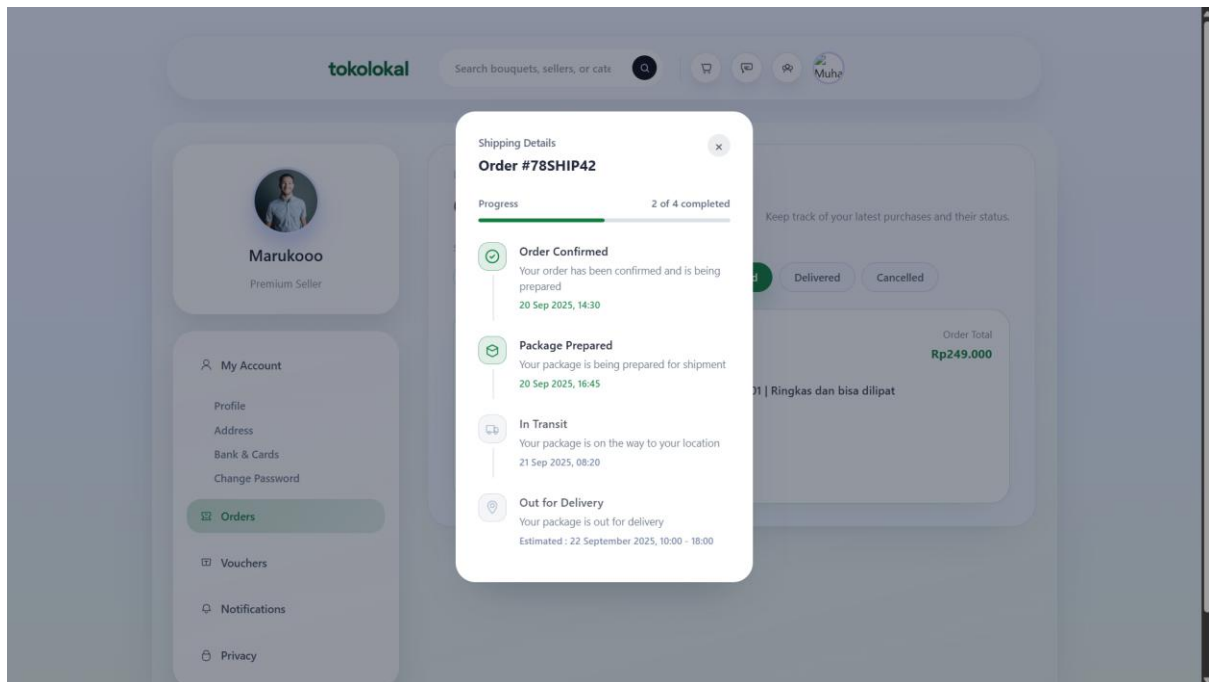 tokolokal
Search bouquets, sellers, or cate
Muha
Marukooo
Premium Seller
My Account
Profile
Address
Bank & Cards
Change Password
Orders
Vouchers
Notifications
Privacy
Shipping Details
×
Order #78SHIP42
Progress 2 of 4 completed
Order Confirmed
Your order has been confirmed and is being
prepared
20 Sep 2025, 14:30
Package Prepared
Your package is being prepared for shipment
20 Sep 2025, 16:45
In Transit
Your package is on the way to your location
21 Sep 2025, 08:20
Out for Delivery
Your package is out for delivery
Estimated : 22 September 2025, 10:00 - 18:00
Keep track of your latest purchases and their status.
Delivered Cancelled
Order Total
Rp249.000
| Ringkas dan bisa dilipat